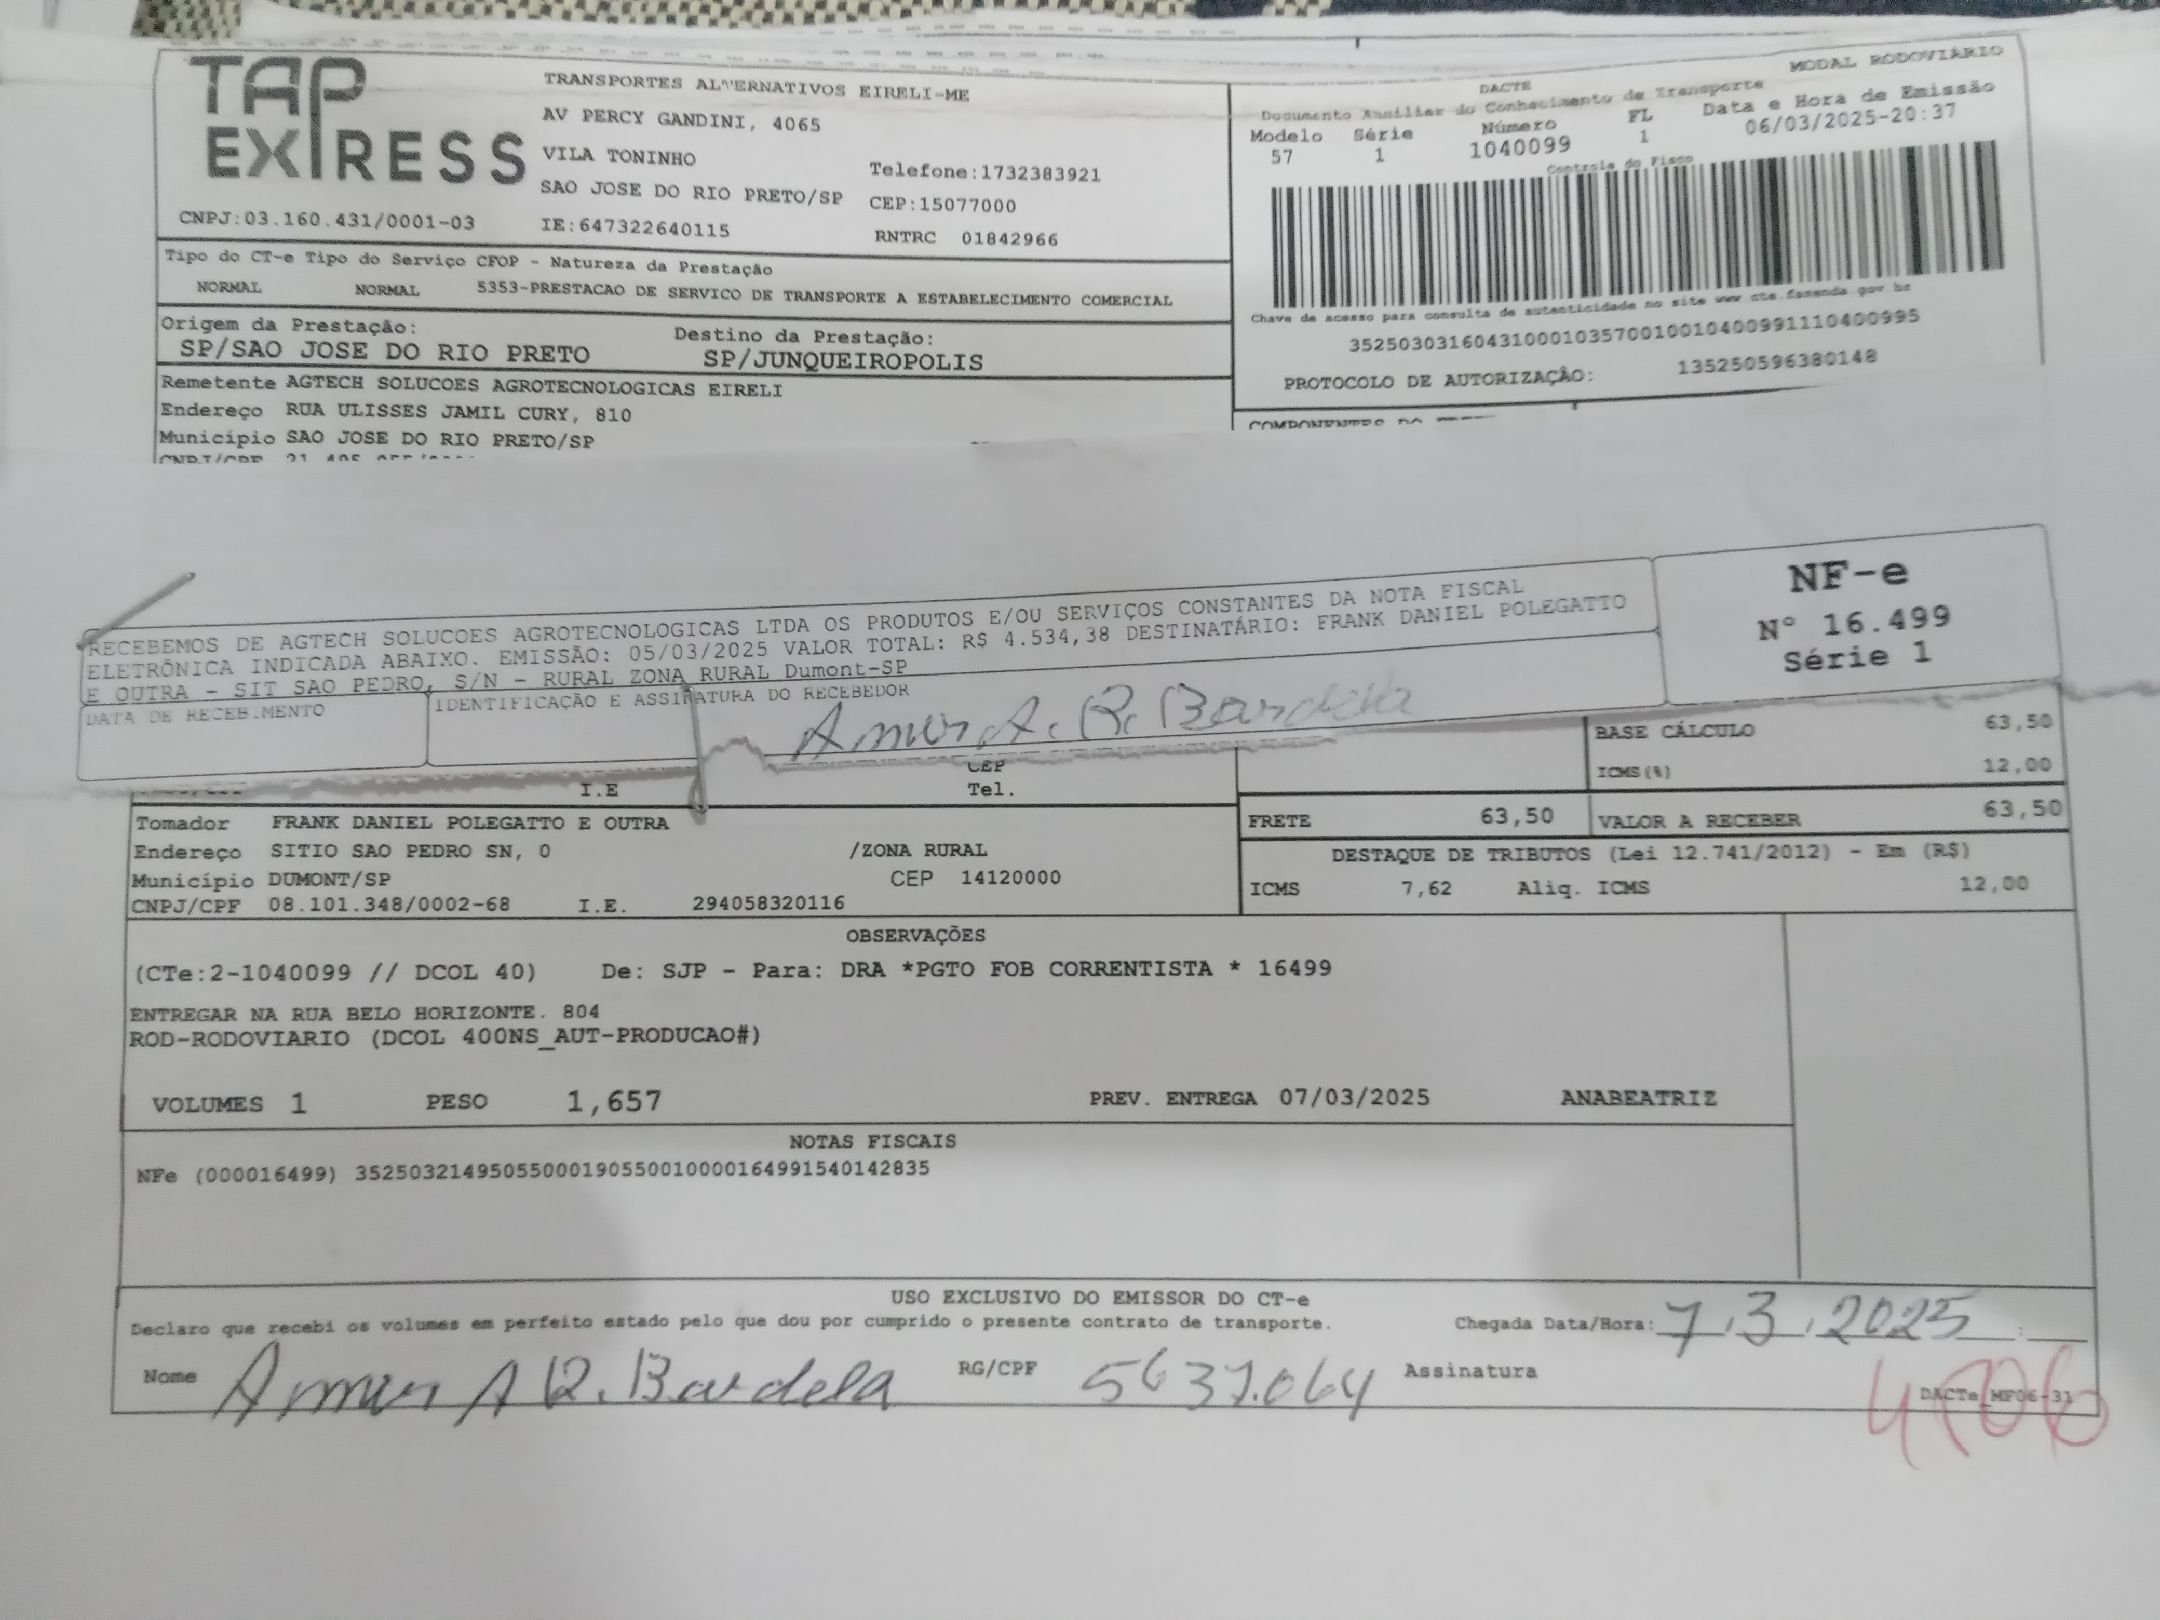 TAP EXPRESS
TRANSPORTES ALTERNATIVOS EIRELI-ME
AV PERCY GANDINI, 4065
VILA TONINHO
Telefone:1732383921
SAO JOSE DO RIO PRETO/SP CEP:15077000
CNPJ:03.160.431/0001-03 IE:647322640115 RNTRC 01842966
MODAL RODOVIÁRIO
DACTE
Documento Auxiliar do Conhecimento de Transporte
Modelo Série Número FL Data e Hora de Emissão
57 1 1040099 1 06/03/2025-20:37
Controle do Fisco
Chave de acesso para consulta de autenticidade no site www.cte.fazenda.gov.br
35250303160431000103570010010400991110400995
PROTOCOLO DE AUTORIZAÇÃO: 135250596380148
Tipo do CT-e Tipo do Serviço CFOP - Natureza da Prestação
NORMAL NORMAL 5353-PRESTACAO DE SERVICO DE TRANSPORTE A ESTABELECIMENTO COMERCIAL
Origem da Prestação: Destino da Prestação:
SP/SAO JOSE DO RIO PRETO SP/JUNQUEIROPOLIS
Remetente AGTECH SOLUCOES AGROTECNOLOGICAS EIRELI
Endereço RUA ULISSES JAMIL CURY, 810
Município SAO JOSE DO RIO PRETO/SP
CNPJ/CPF
RECEBEMOS DE AGTECH SOLUCOES AGROTECNOLOGICAS LTDA OS PRODUTOS E/OU SERVIÇOS CONSTANTES DA NOTA FISCAL
ELETRÔNICA INDICADA ABAIXO. EMISSÃO: 05/03/2025 VALOR TOTAL: R$ 4.534,38 DESTINATÁRIO: FRANK DANIEL POLEGATTO
E OUTRA - SIT SAO PEDRO, S/N - RURAL ZONA RURAL Dumont-SP
DATA DE RECEBIMENTO IDENTIFICAÇÃO E ASSINATURA DO RECEBEDOR
NF-e
Nº 16.499
Série 1
A. R. Bardela
BASE CÁLCULO 63,50
ICMS(%) 12,00
CEP
I.E Tel.
FRETE 63,50 VALOR A RECEBER 63,50
Tomador FRANK DANIEL POLEGATTO E OUTRA
Endereço SITIO SAO PEDRO SN, 0 /ZONA RURAL
Município DUMONT/SP CEP 14120000
CNPJ/CPF 08.101.348/0002-68 I.E. 294058320116
DESTAQUE DE TRIBUTOS (Lei 12.741/2012) - Em (R$)
ICMS 7,62 Aliq. ICMS 12,00
OBSERVAÇÕES
(CTe:2-1040099 // DCOL 40) De: SJP - Para: DRA *PGTO FOB CORRENTISTA * 16499
ENTREGAR NA RUA BELO HORIZONTE. 804
ROD-RODOVIARIO (DCOL 400NS_AUT-PRODUCAO#)
VOLUMES 1 PESO 1,657 PREV. ENTREGA 07/03/2025 ANABEATRIZ
NOTAS FISCAIS
NFe (000016499) 35250321495055000190550010000164991540142835
USO EXCLUSIVO DO EMISSOR DO CT-e
Declaro que recebi os volumes em perfeito estado pelo que dou por cumprido o presente contrato de transporte. Chegada Data/Hora: 7.3.2025 :
Nome A R. Bardela RG/CPF 5637.064 Assinatura
DACTe_MF06-31